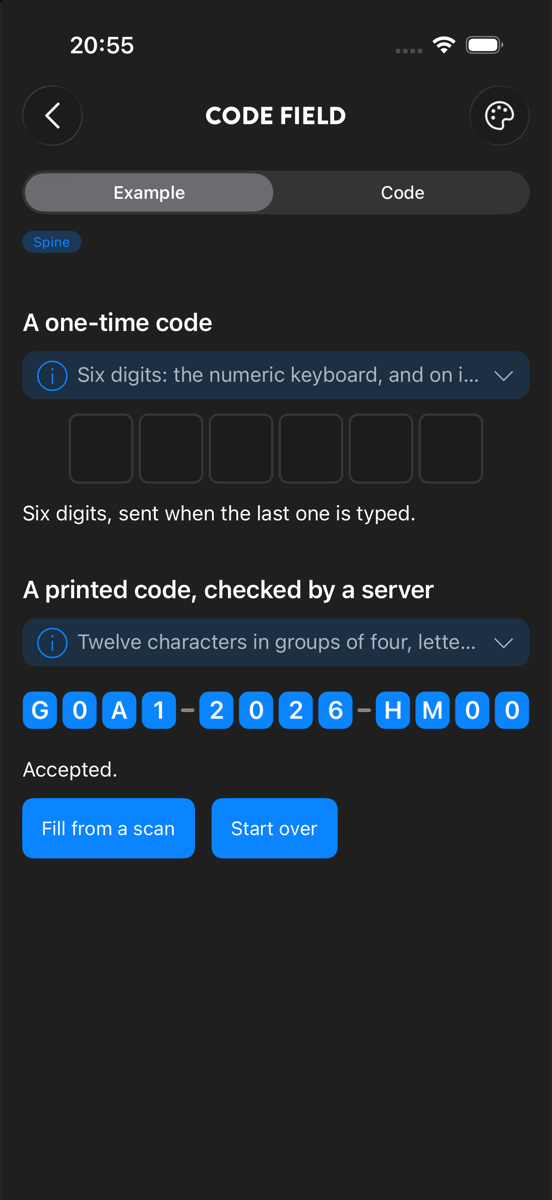 20:55
CODE FIELD
Example
Code
Spine
A one-time code
Six digits: the numeric keyboard, and on i...
Six digits, sent when the last one is typed.
A printed code, checked by a server
Twelve characters in groups of four, lette...
G0A1-2026-HM00
Accepted.
Fill from a scan
Start over